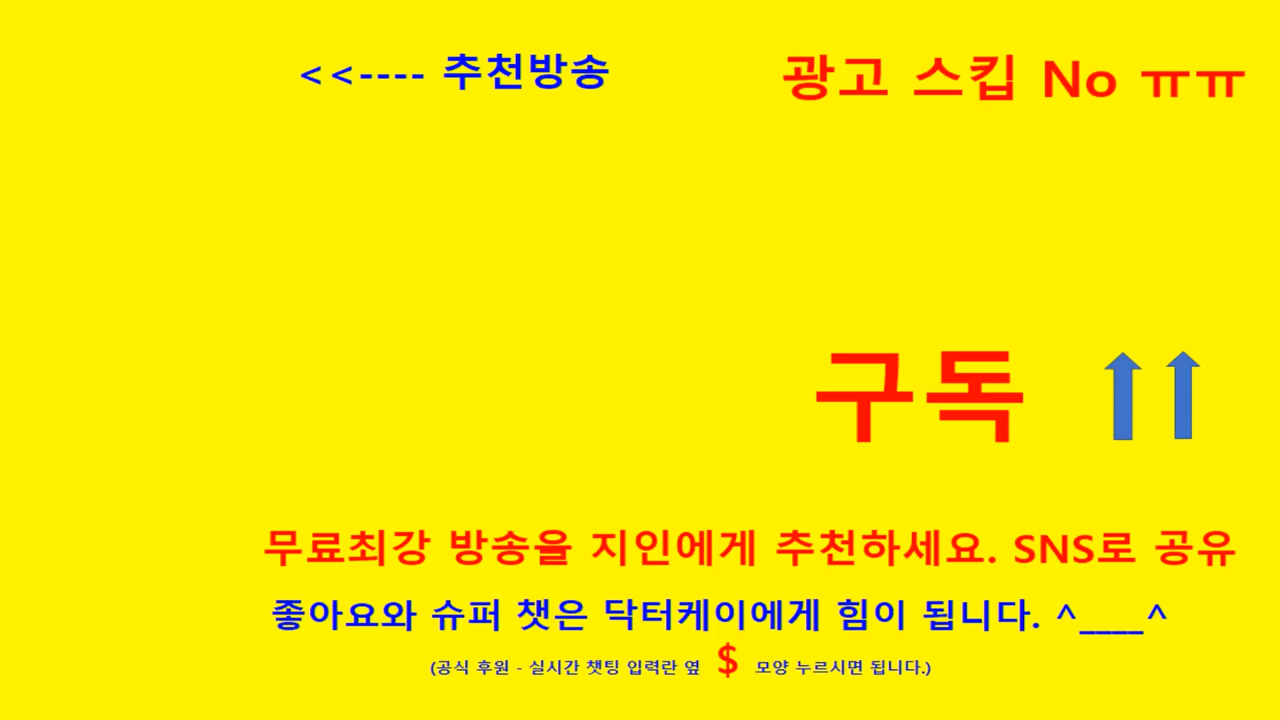 <<---- 추천방송
광고 스킵 No ㅠㅠ
구독
무료최강 방송을 지인에게 추천하세요. SNS로 공유
좋아요와 슈퍼 챗은 닥터케이에게 힘이 됩니다. ^____^
(공식 후원 - 실시간 챗팅 입력란 옆 $ 모양 누르시면 됩니다.)